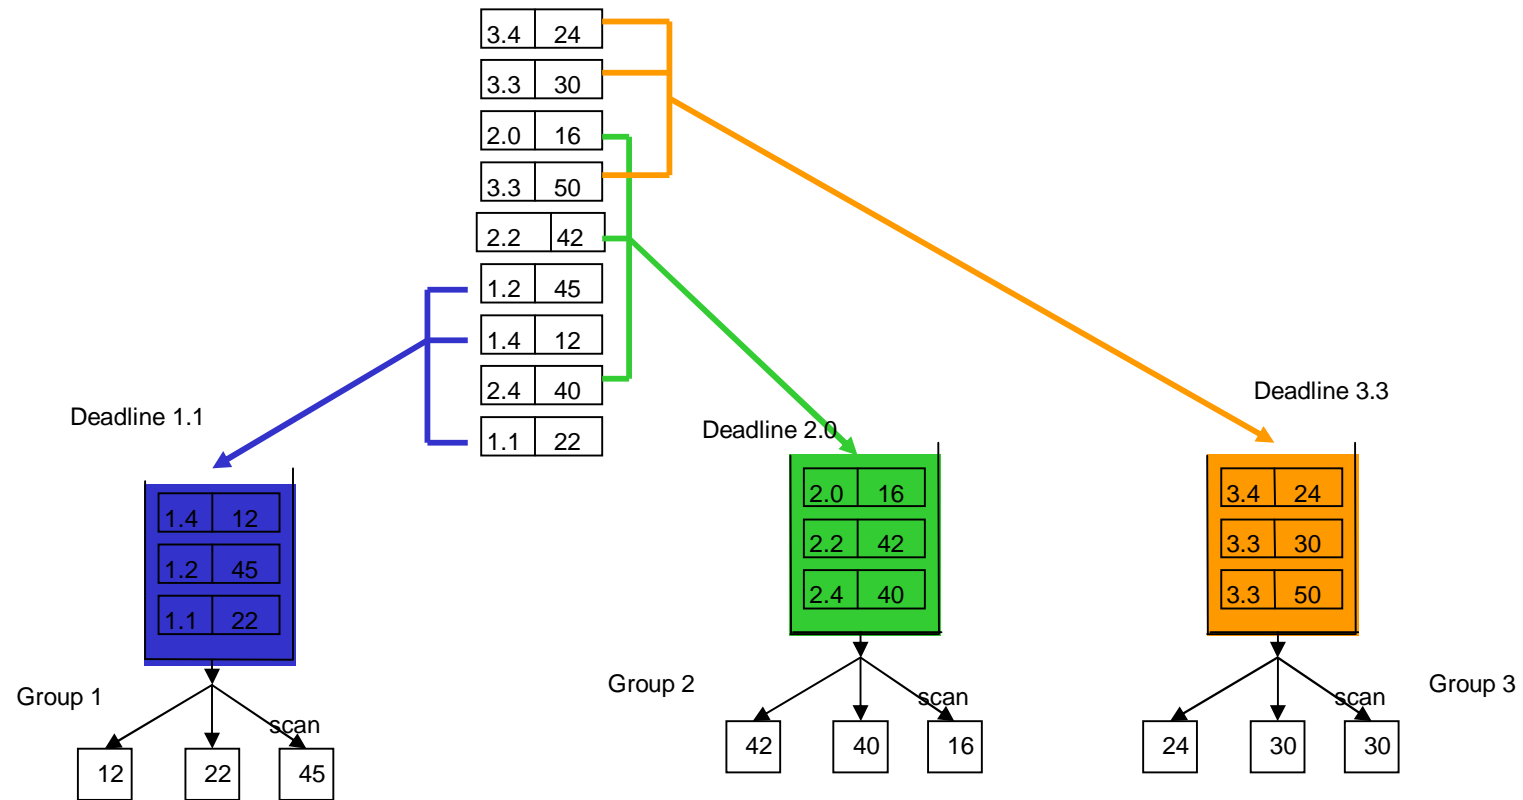 3.4 24
3.3 30
2.0 16
3.3 50
2.2 42
1.2 45
1.4 12
2.4 40
1.1 22
Deadline 1.1
Deadline 2.0
Deadline 3.3
1.4 12
1.2 45
1.1 22
Group 1
scan
12 22 45
2.0 16
2.2 42
2.4 40
Group 2
scan
42 40 16
3.4 24
3.3 30
3.3 50
Group 3
scan
24 30 30